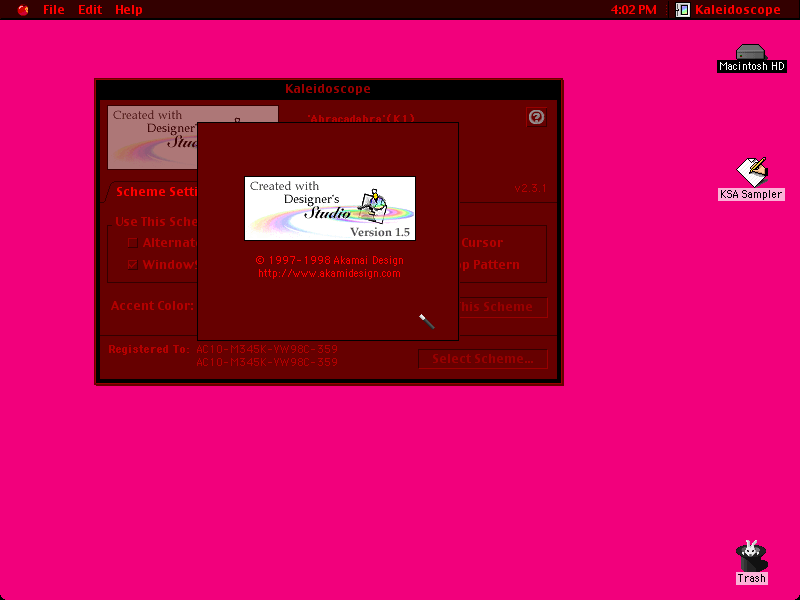 File Edit Help
4:02 PM Kaleidoscope
Macintosh HD
KSA Sampler
Trash
Kaleidoscope
Created with
Designer's
Studio
"Abracadabra"(K1)
v2.3.1
Scheme Setti
Use This Sche
Alternat
Window
Cursor
op Pattern
Accent Color:
his Scheme
Registered To: AC10-M345K-YW98C-359
AC10-M345K-YW98C-359
Select Scheme...
Created with
Designer's
Studio
Version 1.5
© 1997-1998 Akamai Design
http://www.akamidesign.com